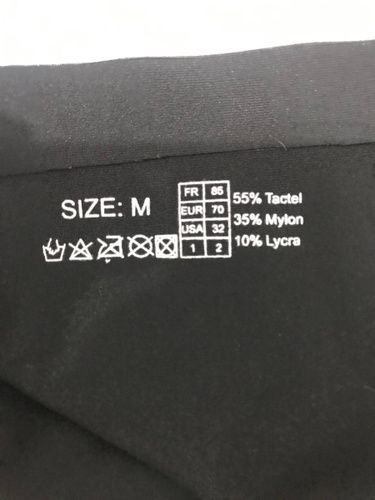 SIZE: M
FR 85
EUR 70
USA 32
1 2
55% Tactel
35% Mylon
10% Lycra